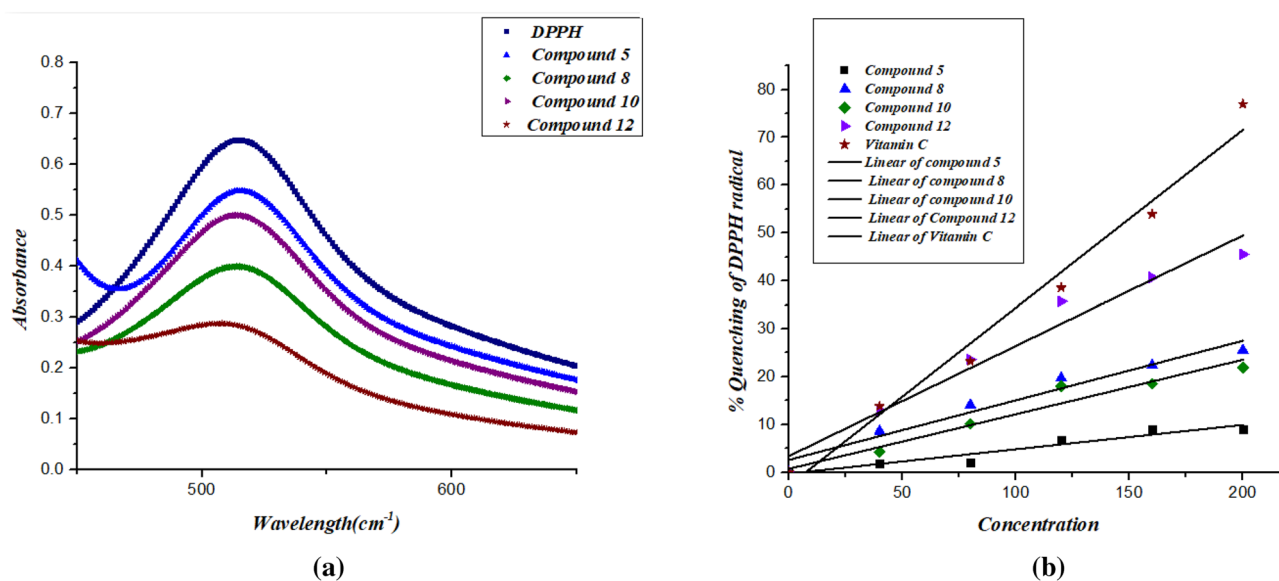 DPPH
Compound 5
Compound 8
Compound 10
Compound 12
0.8
0.7
0.6
0.5
0.4
0.3
0.2
0.1
0.0
Absorbance
500
600
Wavelength(cm⁻¹)
(a)
Compound 5
Compound 8
Compound 10
Compound 12
Vitamin C
Linear of compound 5
Linear of compound 8
Linear of compound 10
Linear of Compound 12
Linear of Vitamin C
80
70
60
50
40
30
20
10
0
% Quenching of DPPH radical
0
50
100
150
200
Concentration
(b)